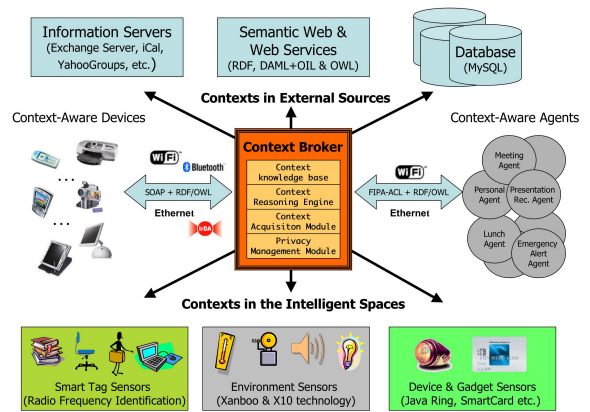 Information Servers
(Exchange Server, iCal,
YahooGroups, etc.)
Semantic Web &
Web Services
(RDF, DAML+OIL & OWL)
Database
(MySQL)
Contexts in External Sources
Context-Aware Devices
Context-Aware Agents
Context Broker
Context
knowledge base
Context
Reasoning Engine
Context
Acquisiton Module
Privacy
Management Module
Wi Fi
Bluetooth
SOAP + RDF/OWL
Ethernet
IrDA
Wi Fi
FIPA-ACL + RDF/OWL
Ethernet
Meeting
Agent
Personal
Agent
Presentation
Rec. Agent
Lunch
Agent
Emergency
Alert
Agent
Contexts in the Intelligent Spaces
Smart Tag Sensors
(Radio Frequency Identification)
Environment Sensors
(Xanboo & X10 technology)
Device & Gadget Sensors
(Java Ring, SmartCard etc.)